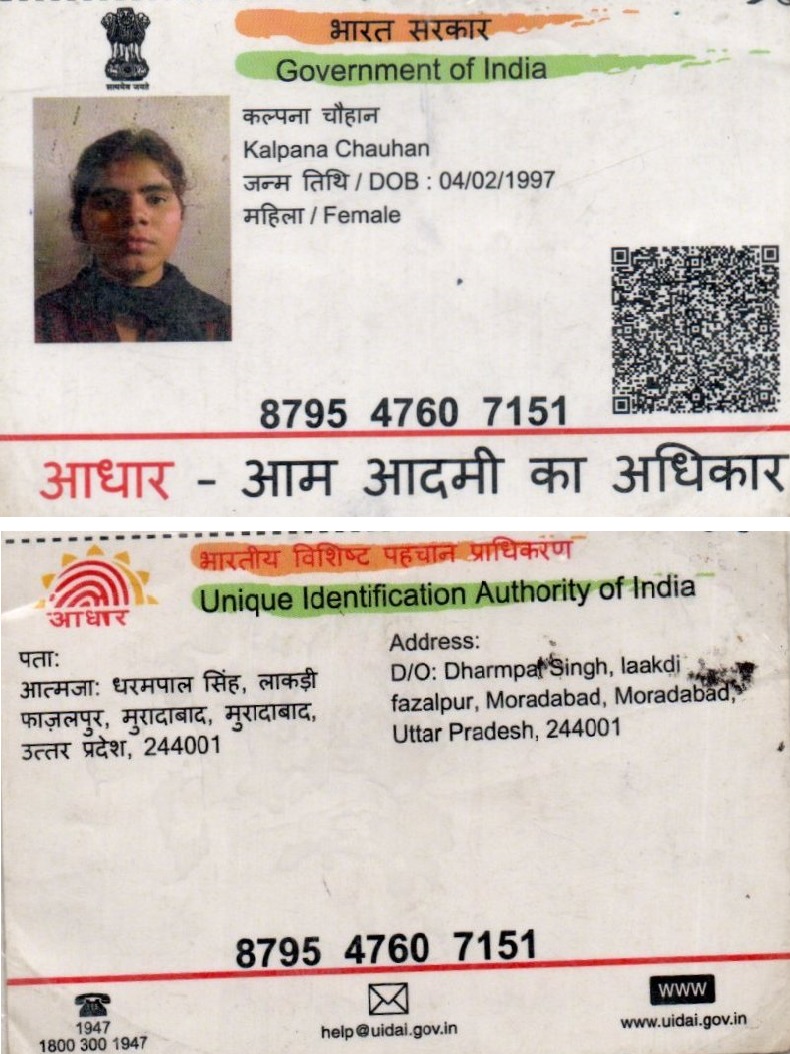 भारत सरकार
Government of India
सत्यमेव जयते
कल्पना चौहान
Kalpana Chauhan
जन्म तिथि / DOB : 04/02/1997
महिला / Female
8795 4760 7151
आधार - आम आदमी का अधिकार
भारतीय विशिष्ट पहचान प्राधिकरण
Unique Identification Authority of India
आधार
पता:
आत्मजा: धरमपाल सिंह, लाकड़ी
फाज़लपुर, मुरादाबाद, मुरादाबाद,
उत्तर प्रदेश, 244001
Address:
D/O: Dharmpal Singh, laakdi
fazalpur, Moradabad, Moradabad,
Uttar Pradesh, 244001
8795 4760 7151
1947
1800 300 1947
help@uidai.gov.in
WWW
www.uidai.gov.in